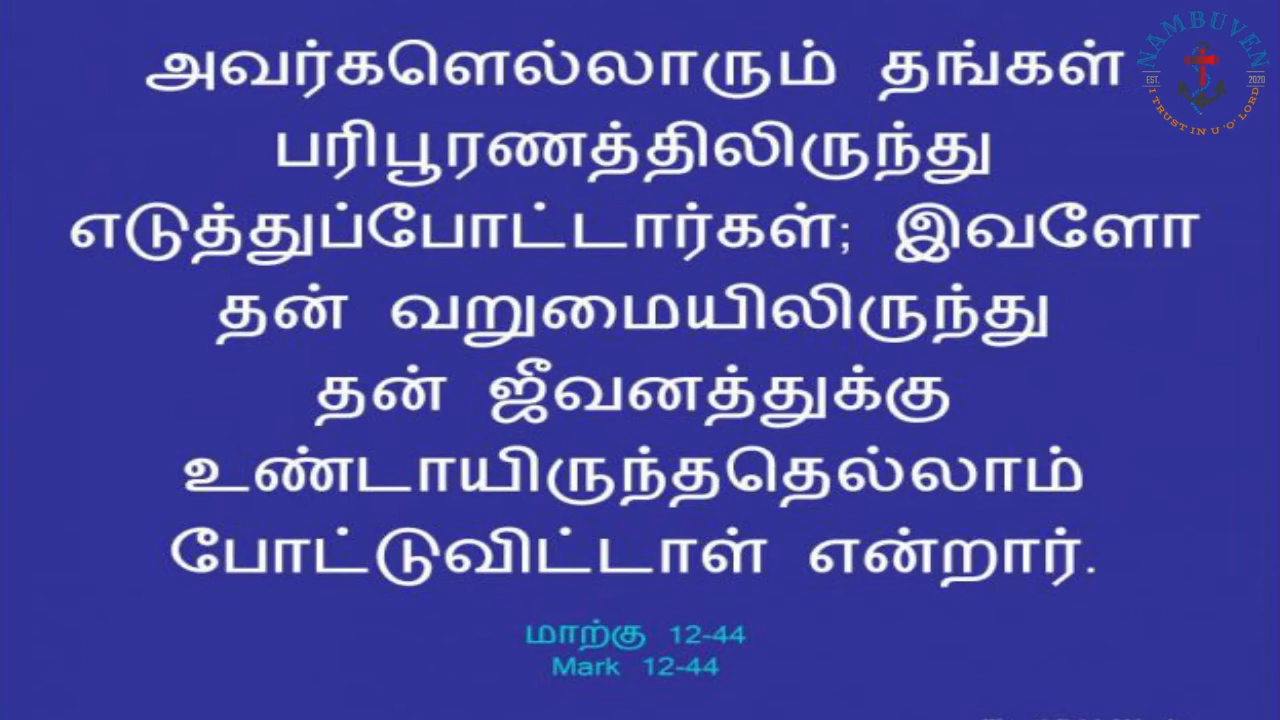 அவர்களெல்லாரும் தங்கள்
பரிபூரணத்திலிருந்து
எடுத்துப்போட்டார்கள்; இவளோ
தன் வறுமையிலிருந்து
தன் ஜீவனத்துக்கு
உண்டாயிருந்ததெல்லாம்
போட்டுவிட்டாள் என்றார்.
மாற்கு 12-44
Mark 12-44
NAMBUVEN
EST. 2020
I TRUST IN U 'O' LORD